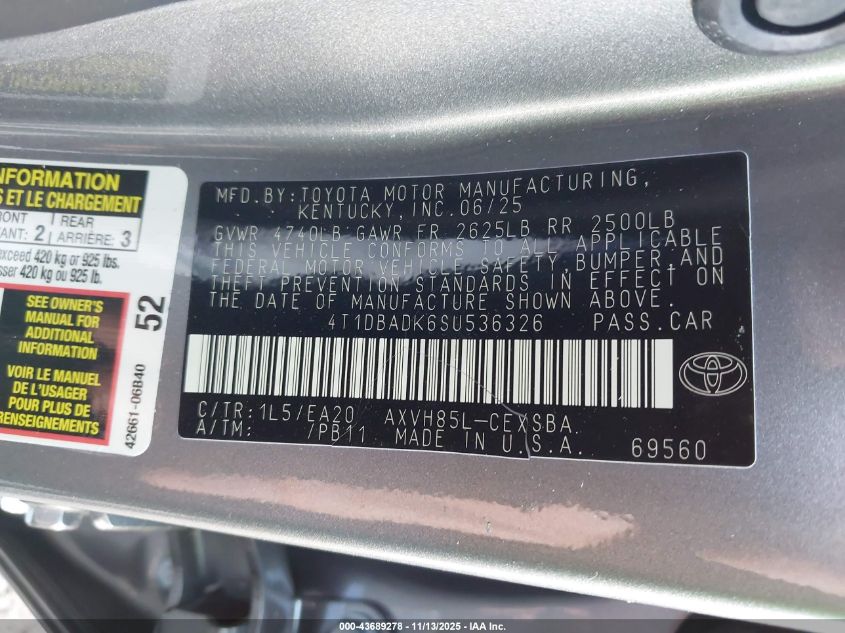 INFORMATION
S ET LE CHARGEMENT
RONT
ANT: 2
REAR
ARRIÈRE: 3
exceed 420 kg or 925 lbs.
sser 420 kg ou 925 lb.
SEE OWNER'S
MANUAL FOR
ADDITIONAL
INFORMATION
VOIR LE MANUEL
DE L'USAGER
POUR PLUS DE
RENSEIGNEMENTS
52
42661-06B40
MFD.BY:TOYOTA MOTOR MANUFACTURING,
KENTUCKY,INC.06/25
GVWR 4740LB:GAWR FR 2625LB RR 2500LB
THIS VEHICLE CONFORMS TO ALL APPLICABLE
FEDERAL MOTOR VEHICLE SAFETY,BUMPER,AND
THEFT PREVENTION STANDARDS IN EFFECT ON
THE DATE OF MANUFACTURE SHOWN ABOVE.
4T1DBADK6SU536326 PASS.CAR
C/TR:1L5/EA20 AXVH85L-CEXSBA
A/TM: /PB11 MADE IN U.S.A. 69560
000-43689278 - 11/13/2025 - IAA Inc.